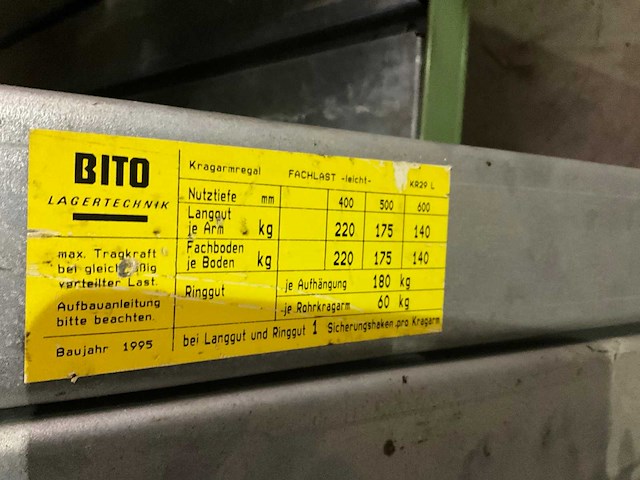 BITO
LAGERTECHNIK
max. Tragkraft
bei gleich ßig
verteilter Last.
Aufbauanleitung
bitte beachten.
Baujahr 1995
Kragarmregal FACHLAST -leicht- KR29 L
Nutztiefe mm 400 500 600
Langgut
je Arm kg 220 175 140
Fachboden
je Boden kg 220 175 140
Ringgut je Aufhängung 180 kg
je Rohrkragarm 60 kg
bei Langgut und Ringgut 1 Sicherungshaken pro Kragarm